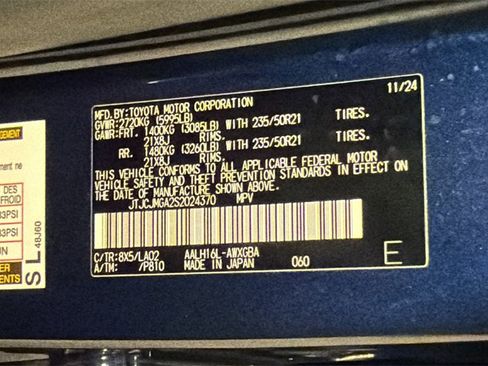 11/24
MFD.BY:TOYOTA MOTOR CORPORATION
GVWR:2720KG (5995LB)
GAWR:FRT. 1400KG (3085LB) WITH 235/50R21 TIRES.
21X8J RIMS.
RR. 1480KG (3260LB) WITH 235/50R21 TIRES.
21X8J RIMS.
THIS VEHICLE CONFORMS TO ALL APPLICABLE FEDERAL MOTOR
VEHICLE SAFETY AND THEFT PREVENTION STANDARDS IN EFFECT ON
THE DATE OF MANUFACTURE SHOWN ABOVE.
JTJCJMGA2S2024370 MPV
C/TR:8X5/LA02 AALH16L-AWXGBA
A/TM: /P810 MADE IN JAPAN 060
E
DES
SL 48J60